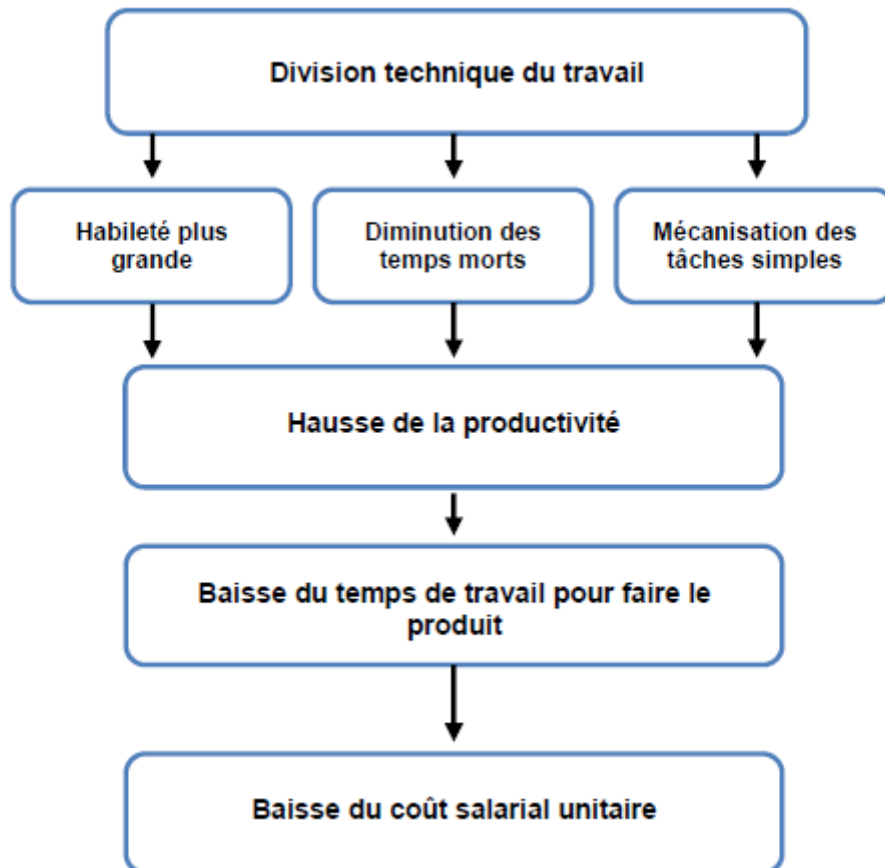 Division technique du travail
Habileté plus
grande
Diminution des
temps morts
Mécanisation des
tâches simples
Hausse de la productivité
Baisse du temps de travail pour faire le
produit
Baisse du coût salarial unitaire